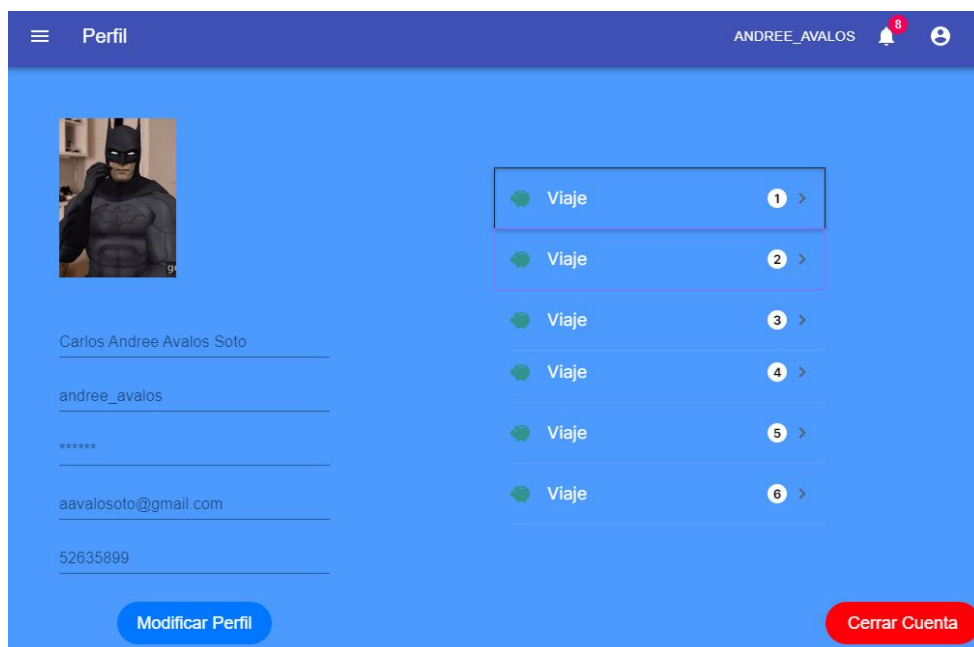 Perfil
ANDREE_AVALOS
8
Viaje 1
Viaje 2
Viaje 3
Viaje 4
Viaje 5
Viaje 6
Carlos Andree Avalos Soto
andree_avalos
******
aavalosoto@gmail.com
52635899
Modificar Perfil
Cerrar Cuenta